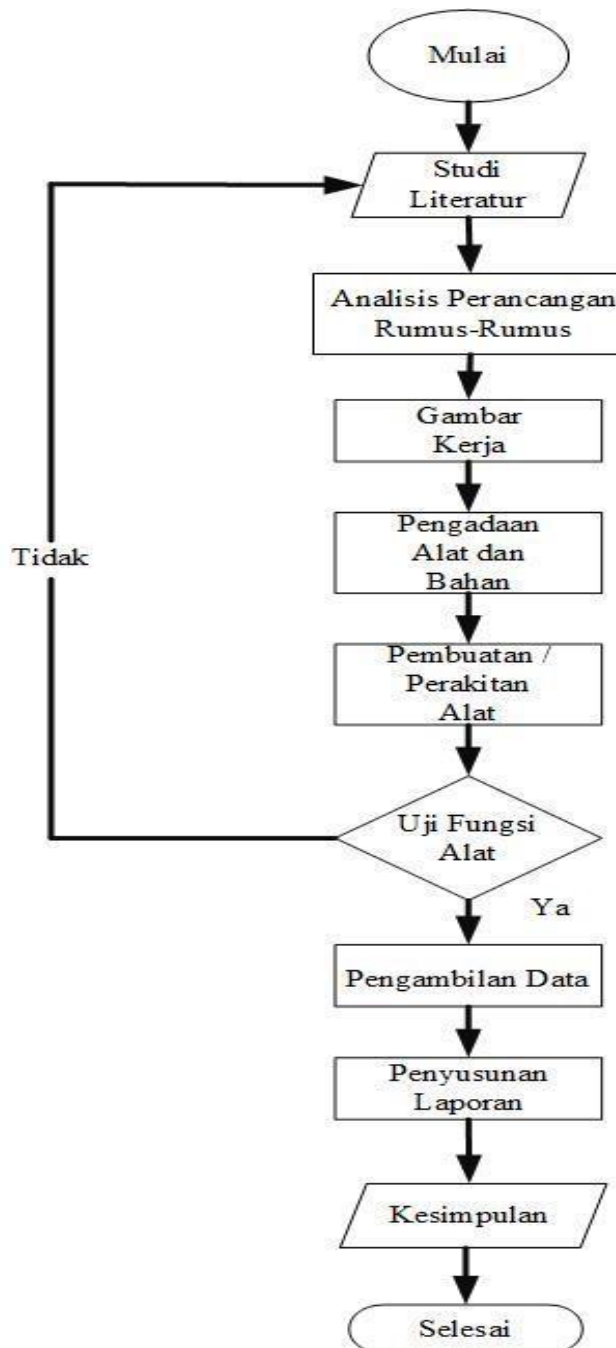 Mulai
Studi
Literatur
Analisis Perancangan
Rumus-Rumus
Gambar
Kerja
Pengadaan
Alat dan
Bahan
Tidak
Pembuatan /
Perakitan
Alat
Uji Fungsi
Alat
Ya
Pengambilan Data
Penyusunan
Laporan
Kesimpulan
Selesai